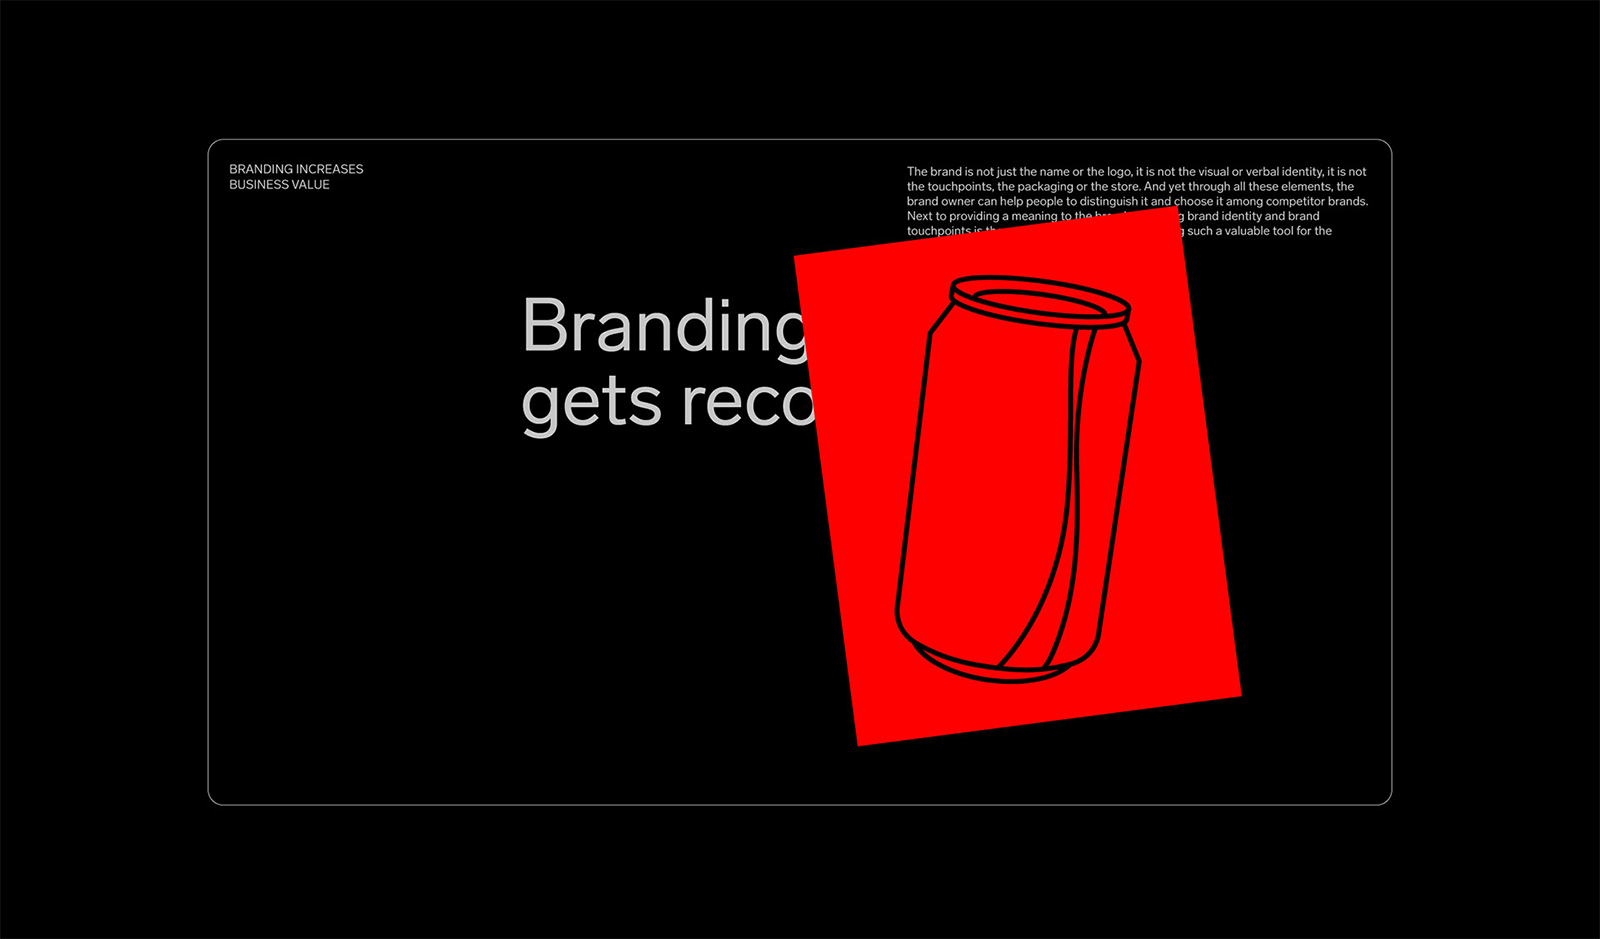 BRANDING INCREASES
BUSINESS VALUE
The brand is not just the name or the logo, it is not the visual or verbal identity, it is not
the touchpoints, the packaging or the store. And yet through all these elements, the
brand owner can help people to distinguish it and choose it among competitor brands.
Next to providing a meaning to the brand identity and brand
touchpoints is such a valuable tool for the
Branding
gets reco